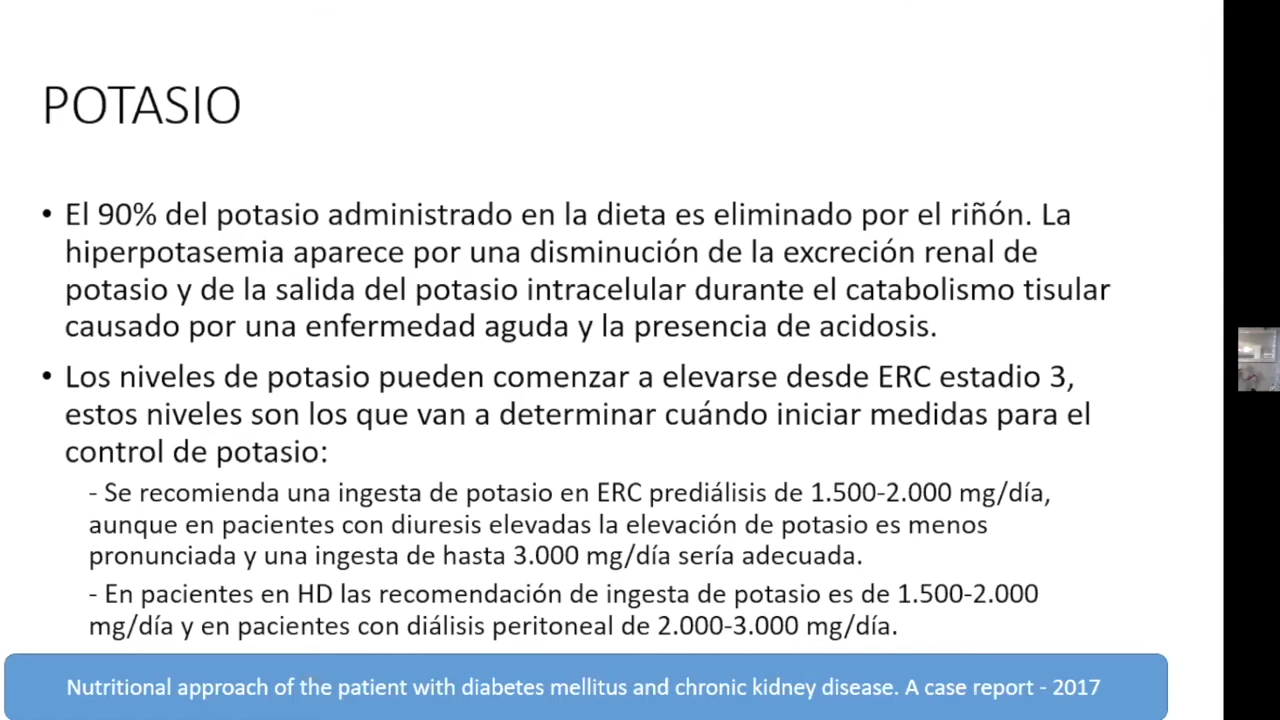 POTASIO
• El 90% del potasio administrado en la dieta es eliminado por el riñón. La
hiperpotasemia aparece por una disminución de la excreción renal de
potasio y de la salida del potasio intracelular durante el catabolismo tisular
causado por una enfermedad aguda y la presencia de acidosis.
• Los niveles de potasio pueden comenzar a elevarse desde ERC estadio 3,
estos niveles son los que van a determinar cuándo iniciar medidas para el
control de potasio:
- Se recomienda una ingesta de potasio en ERC prediálisis de 1.500-2.000 mg/día,
aunque en pacientes con diuresis elevadas la elevación de potasio es menos
pronunciada y una ingesta de hasta 3.000 mg/día sería adecuada.
- En pacientes en HD las recomendación de ingesta de potasio es de 1.500-2.000
mg/día y en pacientes con diálisis peritoneal de 2.000-3.000 mg/día.
Nutritional approach of the patient with diabetes mellitus and chronic kidney disease. A case report - 2017